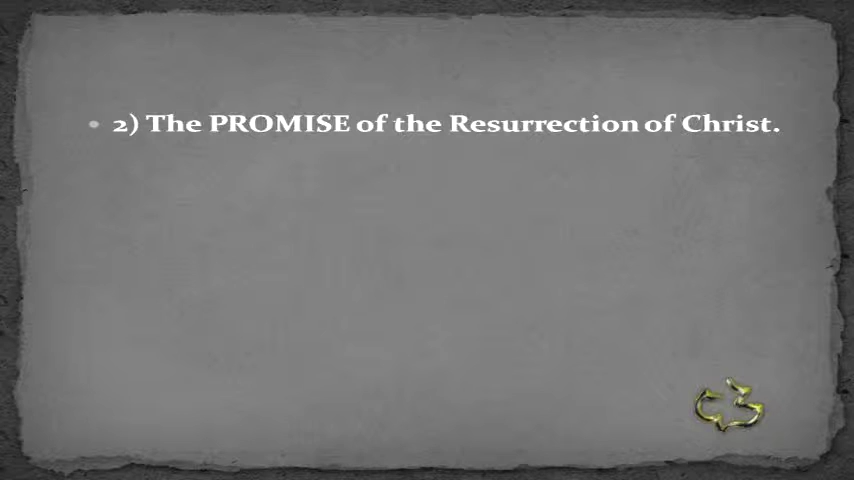 • 2) The PROMISE of the Resurrection of Christ.